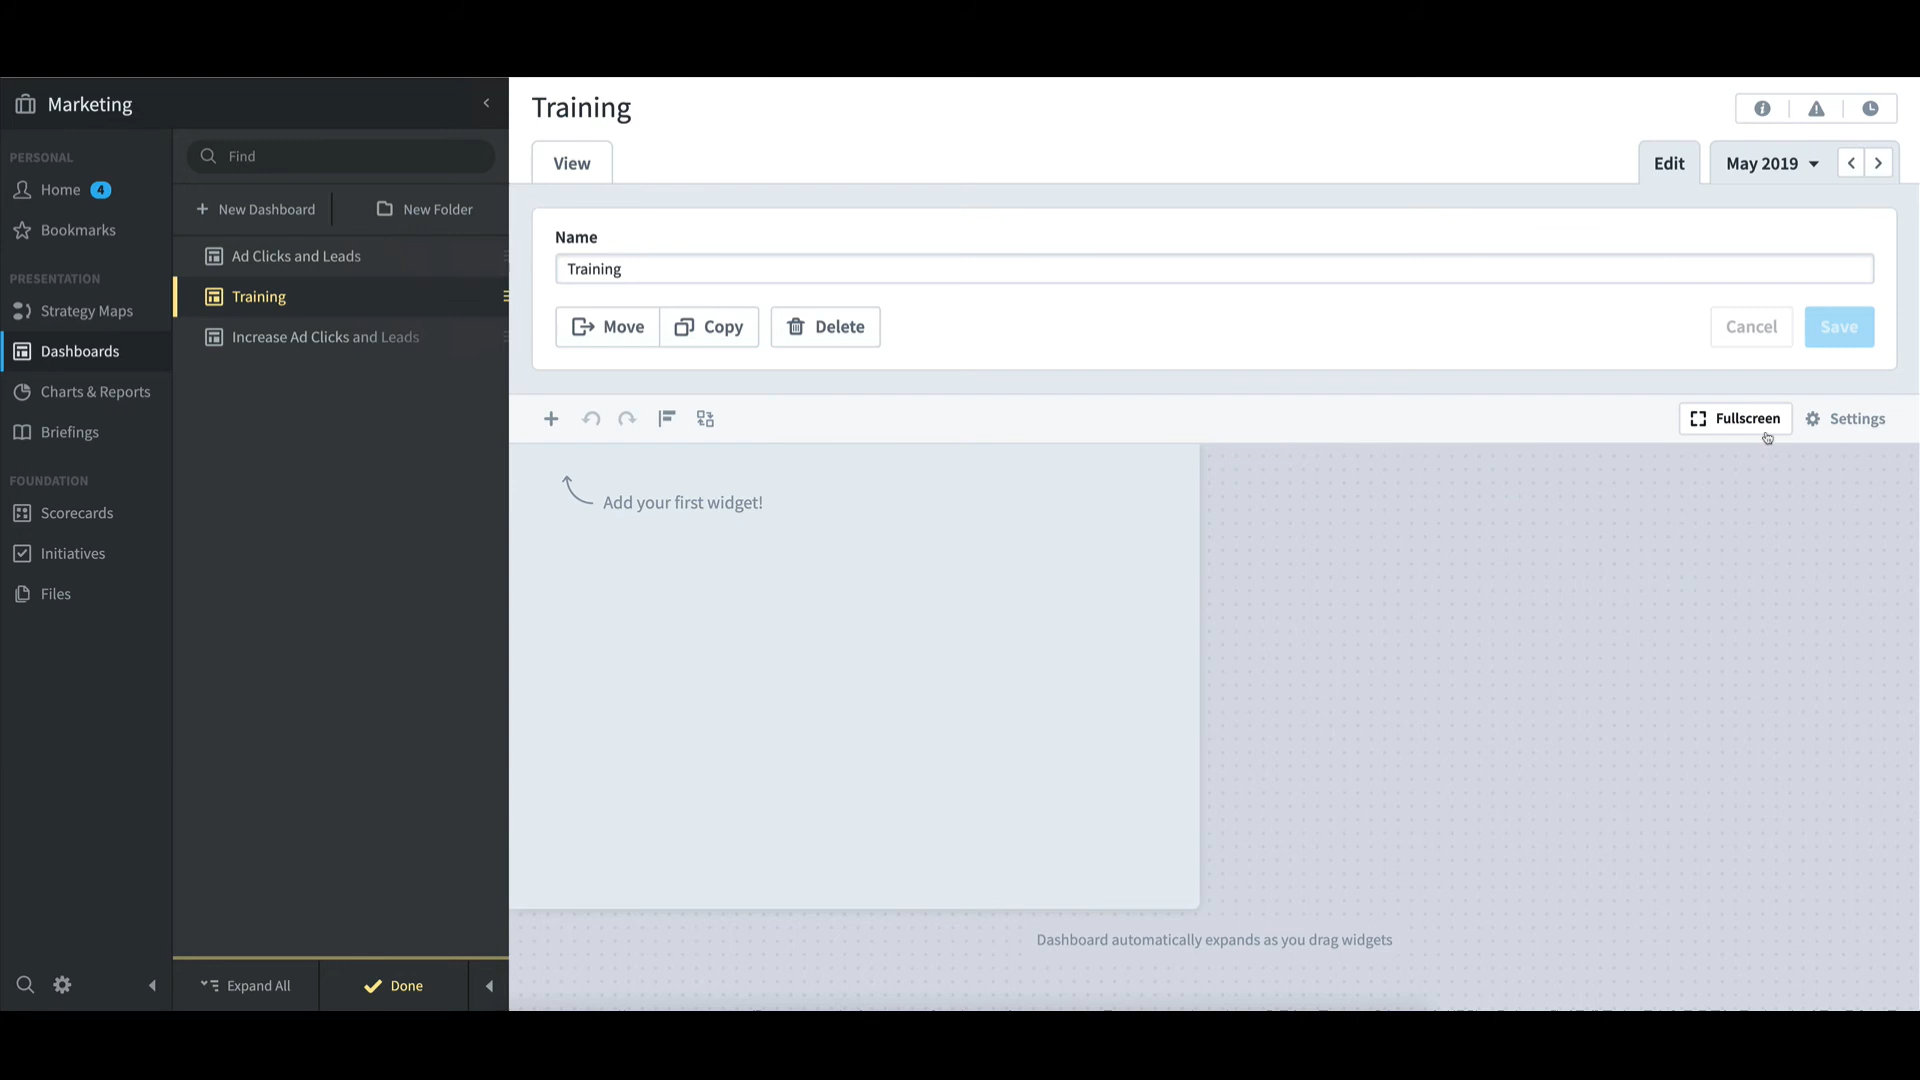 Marketing
PERSONAL
Home 4
Bookmarks
PRESENTATION
Strategy Maps
Dashboards
Charts & Reports
Briefings
FOUNDATION
Scorecards
Initiatives
Files
Find
New Dashboard
New Folder
Ad Clicks and Leads
Training
Increase Ad Clicks and Leads
Expand All
Done
Training
View
Edit
May 2019
Name
Training
Move
Copy
Delete
Cancel
Save
Fullscreen
Settings
Add your first widget!
Dashboard automatically expands as you drag widgets